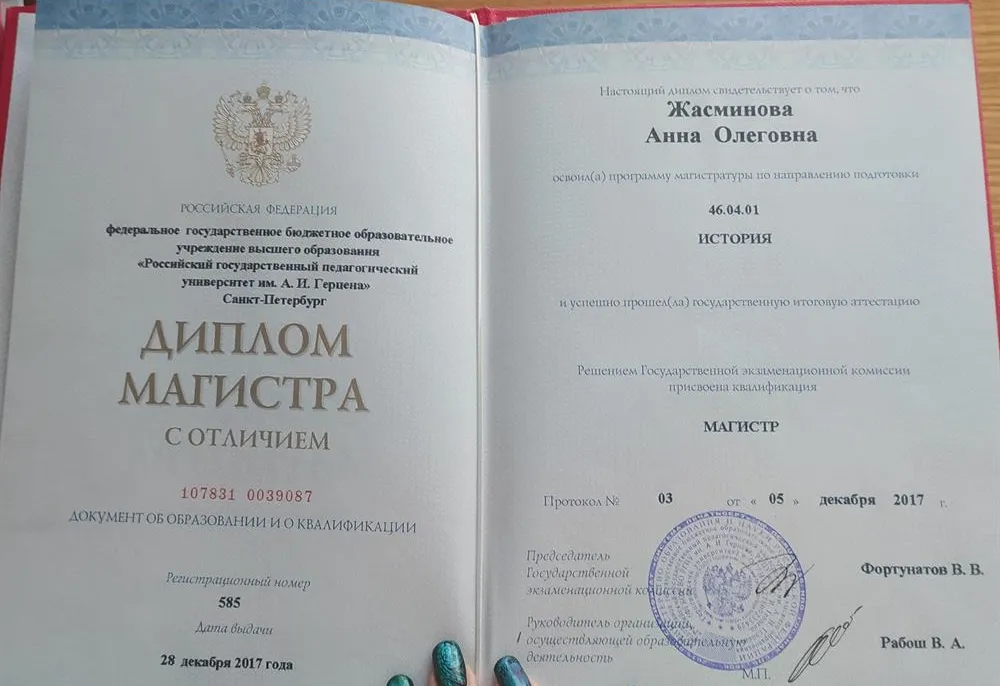 РОССИЙСКАЯ ФЕДЕРАЦИЯ
федеральное государственное бюджетное образовательное
учреждение высшего образования
«Российский государственный педагогический
университет им. А. И. Герцена»
Санкт-Петербург
ДИПЛОМ
МАГИСТРА
С ОТЛИЧИЕМ
107831 0039087
ДОКУМЕНТ ОБ ОБРАЗОВАНИИ И О КВАЛИФИКАЦИИ
Регистрационный номер
585
Дата выдачи
28 декабря 2017 года
Настоящий диплом свидетельствует о том, что
Жасминова
Анна Олеговна
освоил(а) программу магистратуры по направлению подготовки
46.04.01
ИСТОРИЯ
и успешно прошел(ла) государственную итоговую аттестацию
Решением Государственной экзаменационной комиссии
присвоена квалификация
МАГИСТР
Протокол № 03 от « 05 » декабря 2017 г.
Председатель
Государственной
экзаменационной комиссии
Фортунатов В. В.
Руководитель организации,
осуществляющей образовательную
деятельность
Рабош В. А.
М.П.